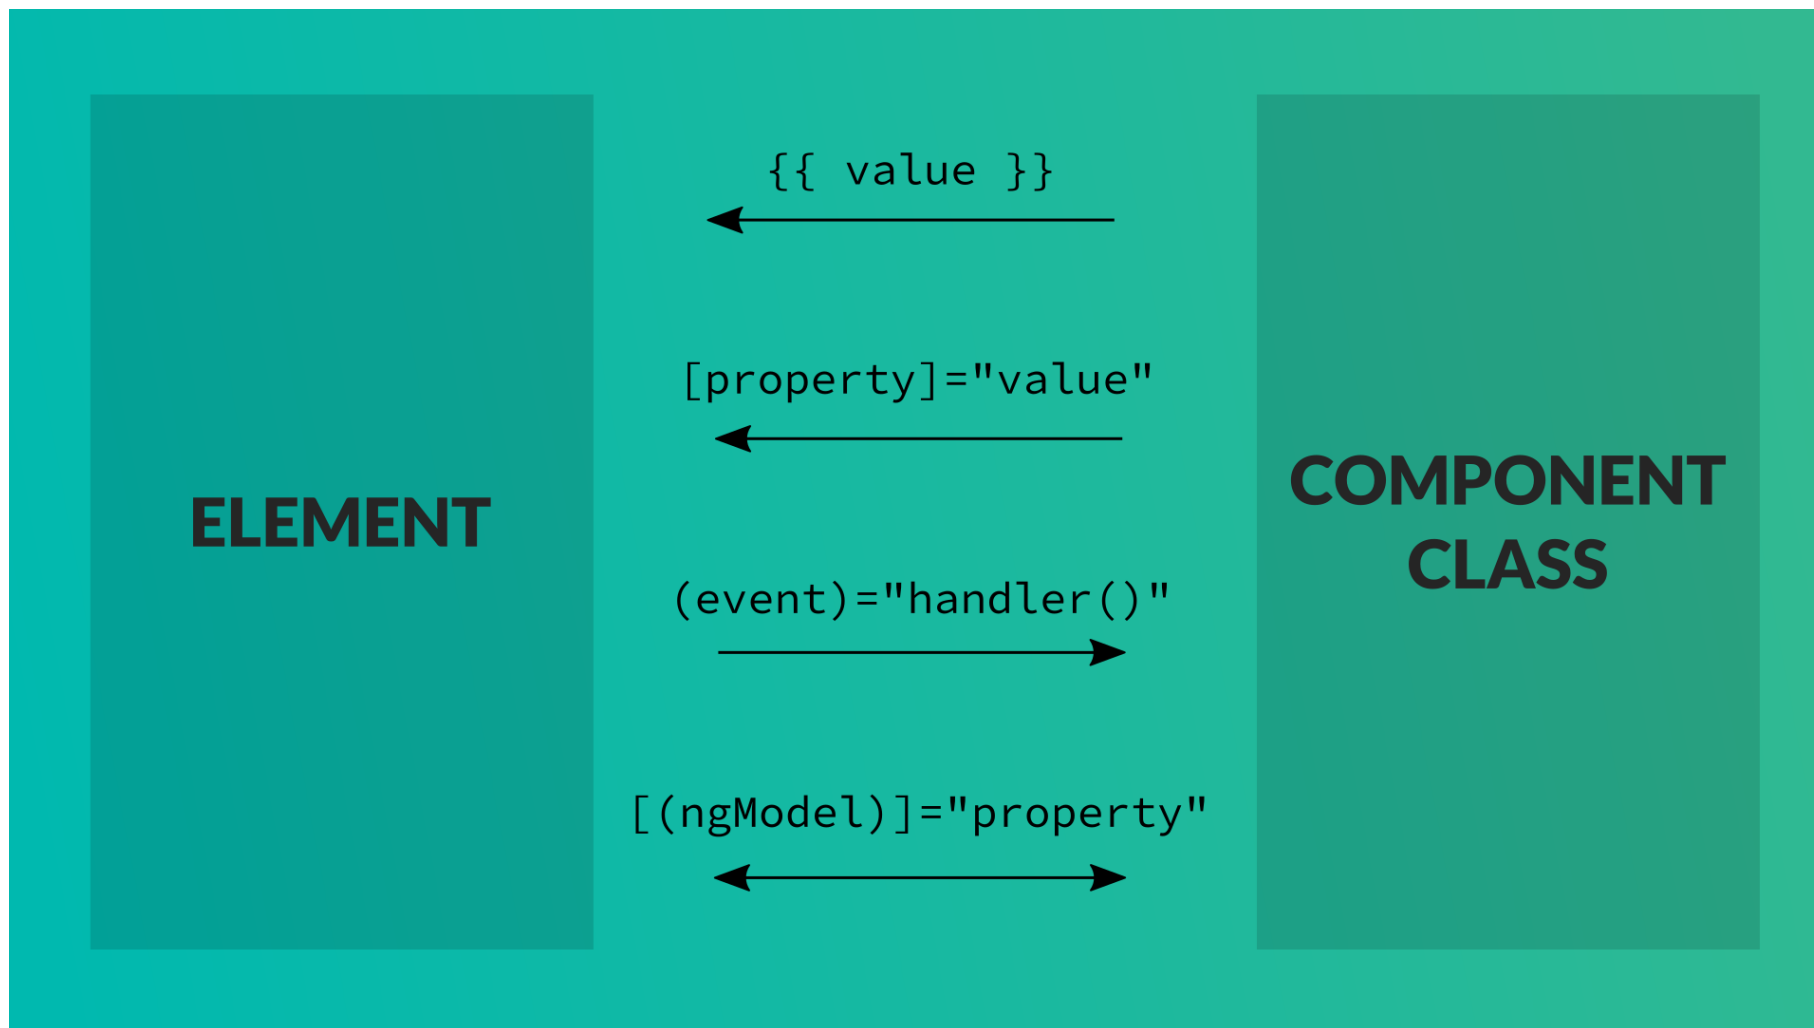 {{ value }}
[property]="value"
ELEMENT
COMPONENT
CLASS
(event)="handler()"
[(ngModel)]="property"